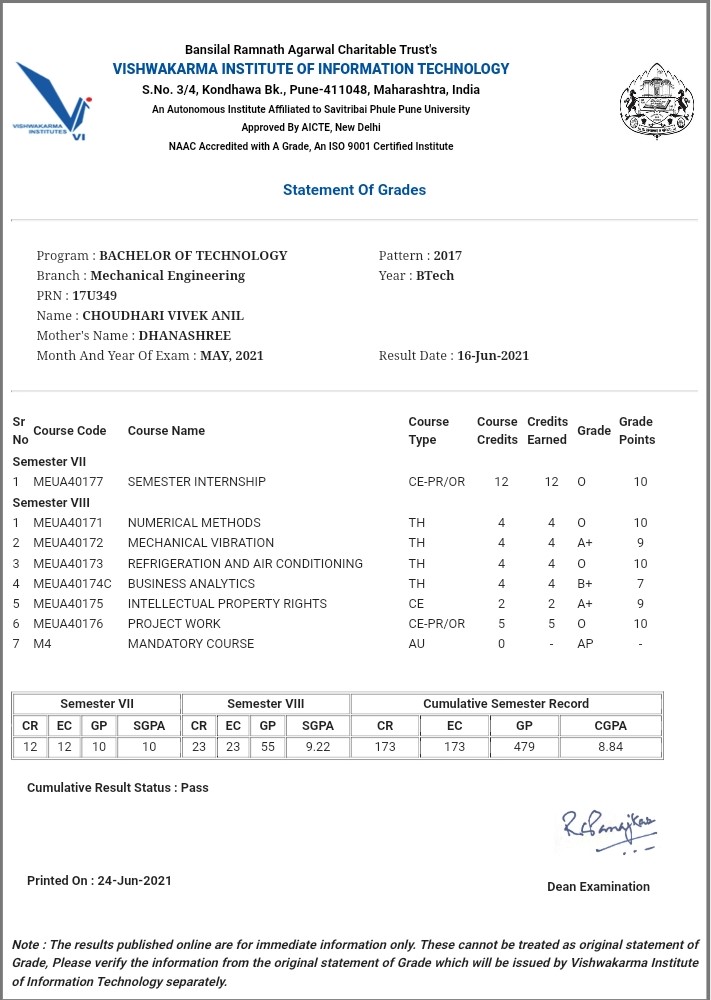 Bansilal Ramnath Agarwal Charitable Trust's
VISHWAKARMA INSTITUTE OF INFORMATION TECHNOLOGY
S.No. 3/4, Kondhawa Bk., Pune-411048, Maharashtra, India
An Autonomous Institute Affiliated to Savitribai Phule Pune University
Approved By AICTE, New Delhi
NAAC Accredited with A Grade, An ISO 9001 Certified Institute
VISHWAKARMA
INSTITUTES
VI
Statement Of Grades
Program : BACHELOR OF TECHNOLOGY Pattern : 2017
Branch : Mechanical Engineering Year : BTech
PRN : 17U349
Name : CHOUDHARI VIVEK ANIL
Mother's Name : DHANASHREE
Month And Year Of Exam : MAY, 2021 Result Date : 16-Jun-2021
Sr No Course Code Course Name Course Type Course Credits Credits Earned Grade Grade Points
Semester VII
1 MEUA40177 SEMESTER INTERNSHIP CE-PR/OR 12 12 O 10
Semester VIII
1 MEUA40171 NUMERICAL METHODS TH 4 4 O 10
2 MEUA40172 MECHANICAL VIBRATION TH 4 4 A+ 9
3 MEUA40173 REFRIGERATION AND AIR CONDITIONING TH 4 4 O 10
4 MEUA40174C BUSINESS ANALYTICS TH 4 4 B+ 7
5 MEUA40175 INTELLECTUAL PROPERTY RIGHTS CE 2 2 A+ 9
6 MEUA40176 PROJECT WORK CE-PR/OR 5 5 O 10
7 M4 MANDATORY COURSE AU 0 - AP -
Semester VII Semester VIII Cumulative Semester Record
CR EC GP SGPA CR EC GP SGPA CR EC GP CGPA
12 12 10 10 23 23 55 9.22 173 173 479 8.84
Cumulative Result Status : Pass
Printed On : 24-Jun-2021
Dean Examination
Note : The results published online are for immediate information only. These cannot be treated as original statement of
Grade, Please verify the information from the original statement of Grade which will be issued by Vishwakarma Institute
of Information Technology separately.